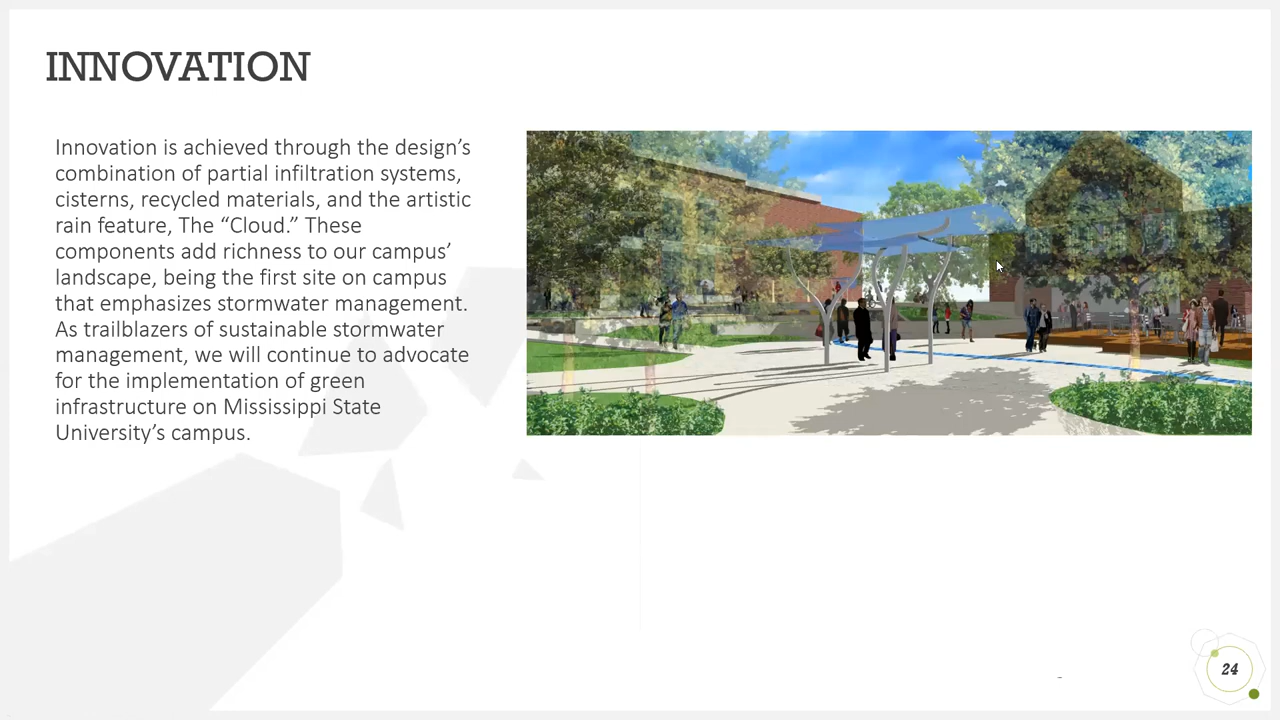 INNOVATION
Innovation is achieved through the design’s
combination of partial infiltration systems,
cisterns, recycled materials, and the artistic
rain feature, The “Cloud.” These
components add richness to our campus’
landscape, being the first site on campus
that emphasizes stormwater management.
As trailblazers of sustainable stormwater
management, we will continue to advocate
for the implementation of green
infrastructure on Mississippi State
University’s campus.
24